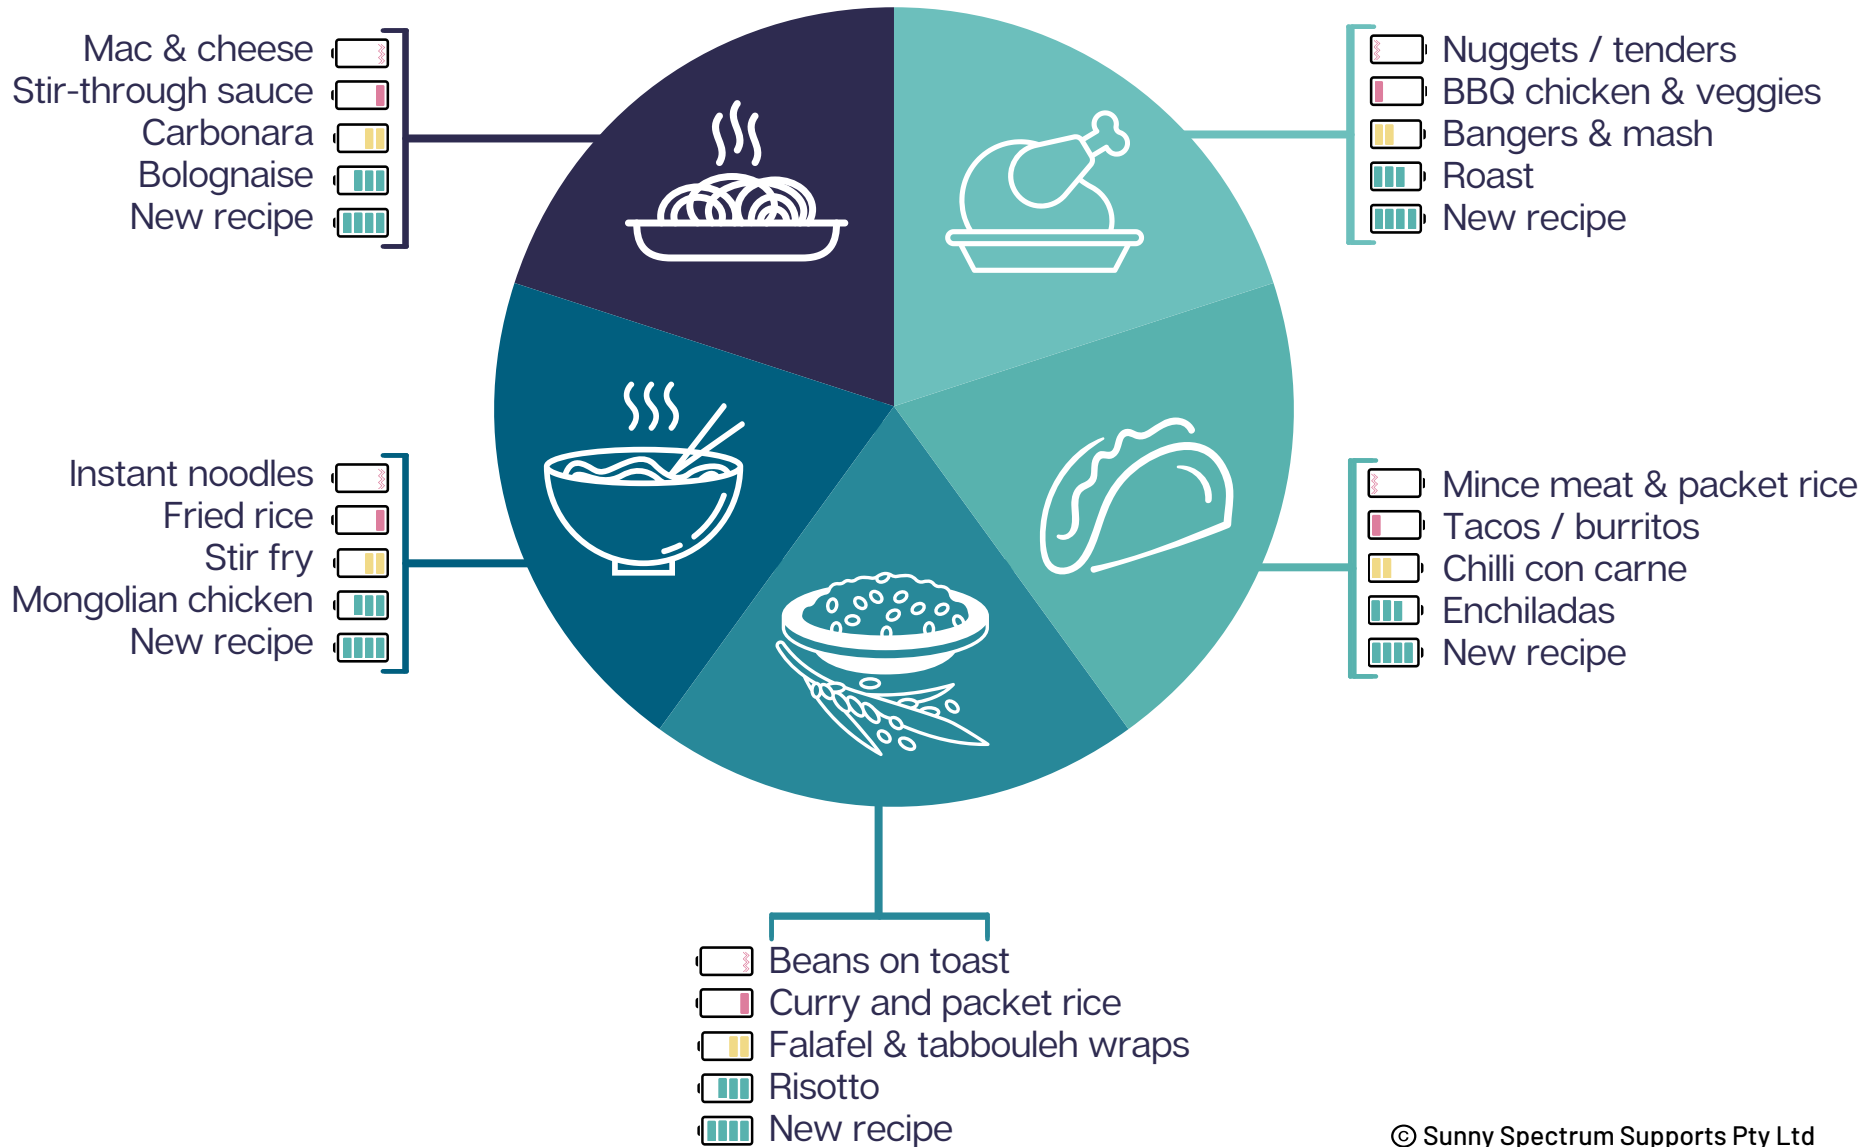 Mac & cheese
Stir-through sauce
Carbonara
Bolognaise
New recipe
Nuggets / tenders
BBQ chicken & veggies
Bangers & mash
Roast
New recipe
Instant noodles
Fried rice
Stir fry
Mongolian chicken
New recipe
Mince meat & packet rice
Tacos / burritos
Chilli con carne
Enchiladas
New recipe
Beans on toast
Curry and packet rice
Falafel & tabbouleh wraps
Risotto
New recipe
© Sunny Spectrum Supports Pty Ltd